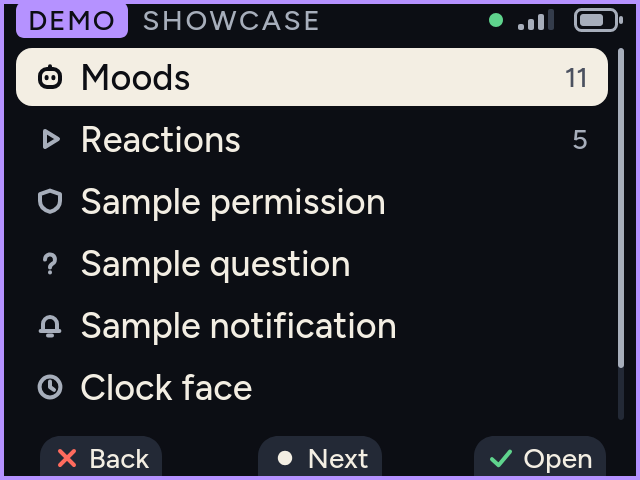 DEMO SHOWCASE
Moods 11
Reactions 5
Sample permission
Sample question
Sample notification
Clock face
Back Next Open